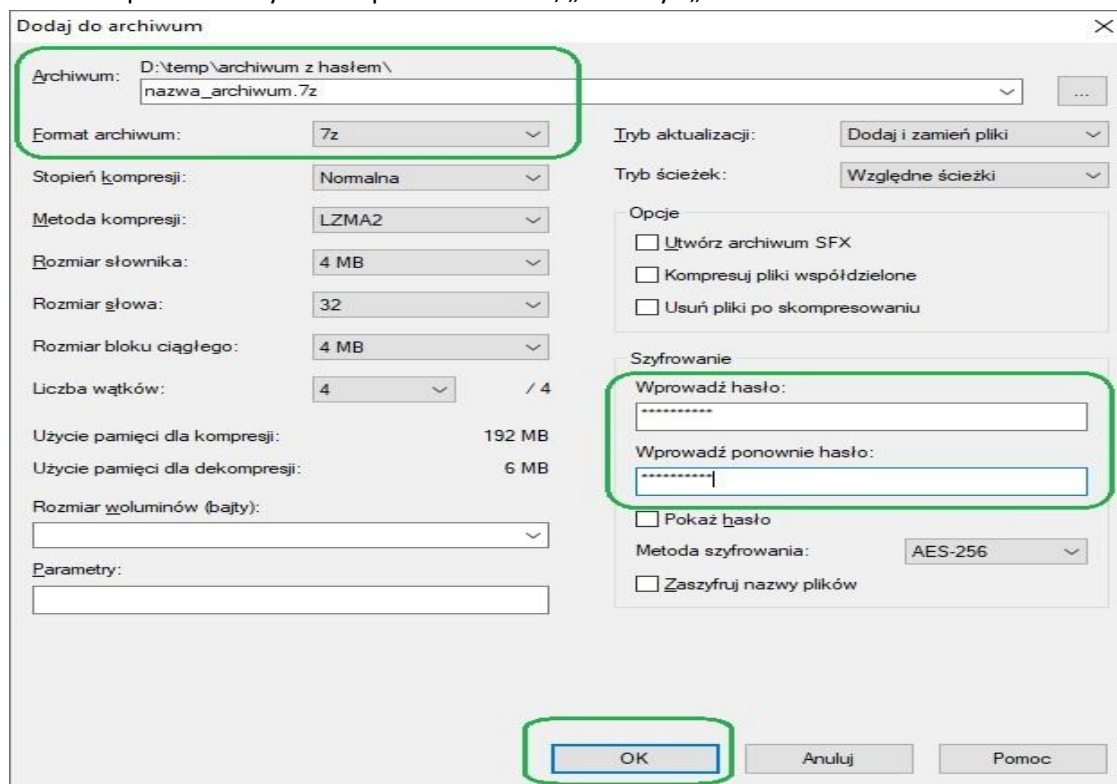 Dodaj do archiwum
Archiwum:
D:\temp\archiwum z hasłem\
nazwa_archiwum.7z
...
Format archiwum: 7z
Stopień kompresji: Normalna
Metoda kompresji: LZMA2
Rozmiar słownika: 4 MB
Rozmiar słowa: 32
Rozmiar bloku ciągłego: 4 MB
Liczba wątków: 4 / 4
Użycie pamięci dla kompresji: 192 MB
Użycie pamięci dla dekompresji: 6 MB
Rozmiar woluminów (bajty):
Parametry:
Tryb aktualizacji: Dodaj i zamień pliki
Tryb ścieżek: Względne ścieżki
Opcje
Utwórz archiwum SFX
Kompresuj pliki współdzielone
Usuń pliki po skompresowaniu
Szyfrowanie
Wprowadź hasło:
**********
Wprowadź ponownie hasło:
**********
Pokaż hasło
Metoda szyfrowania: AES-256
Zaszyfruj nazwy plików
OK Anuluj Pomoc